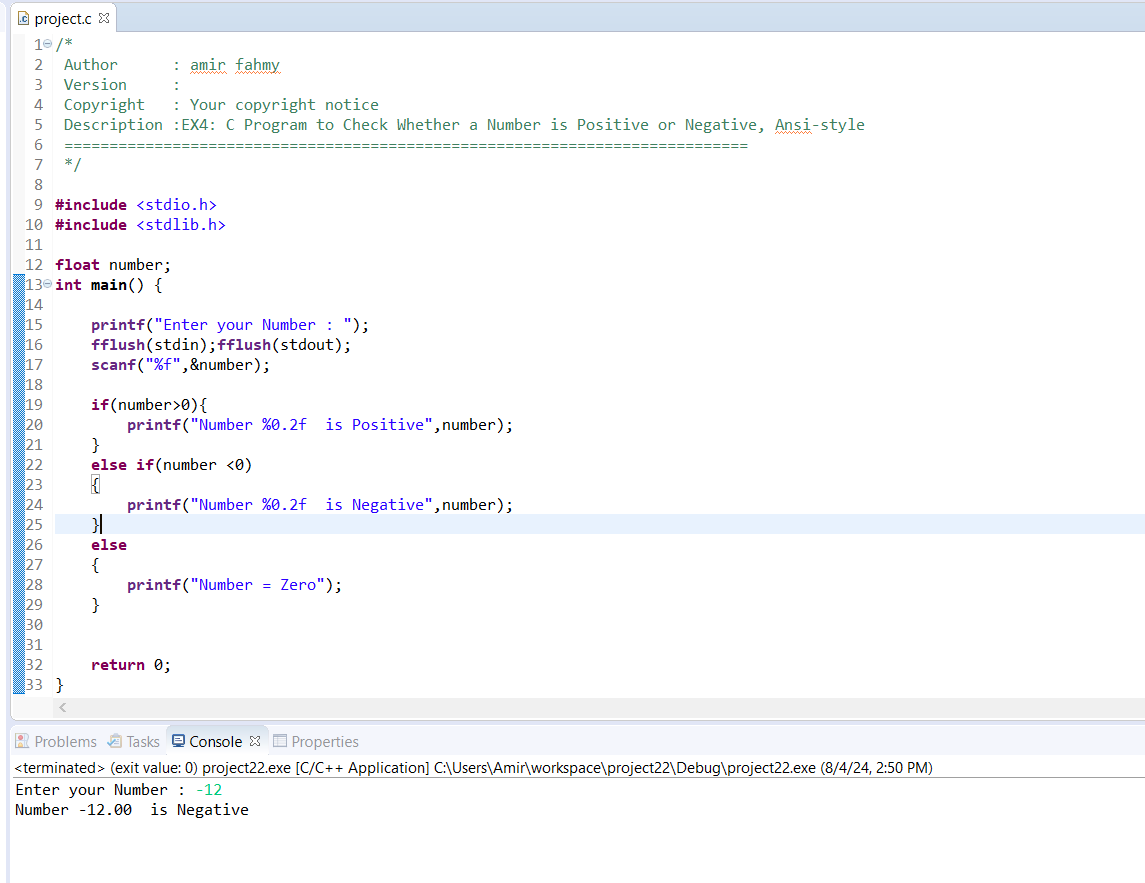 project.c
1 /*
2  Author      : amir fahmy
3  Version     :
4  Copyright   : Your copyright notice
5  Description :EX4: C Program to Check Whether a Number is Positive or Negative, Ansi-style
6  ============================================================================
7  */
8
9 #include <stdio.h>
10 #include <stdlib.h>
11
12 float number;
13 int main() {
14
15     printf("Enter your Number : ");
16     fflush(stdin);fflush(stdout);
17     scanf("%f",&number);
18
19     if(number>0){
20         printf("Number %0.2f  is Positive",number);
21     }
22     else if(number <0)
23     {
24         printf("Number %0.2f  is Negative",number);
25     }
26     else
27     {
28         printf("Number = Zero");
29     }
30
31
32     return 0;
33 }
Problems Tasks Console Properties
<terminated> (exit value: 0) project22.exe [C/C++ Application] C:\Users\Amir\workspace\project22\Debug\project22.exe (8/4/24, 2:50 PM)
Enter your Number : -12
Number -12.00  is Negative